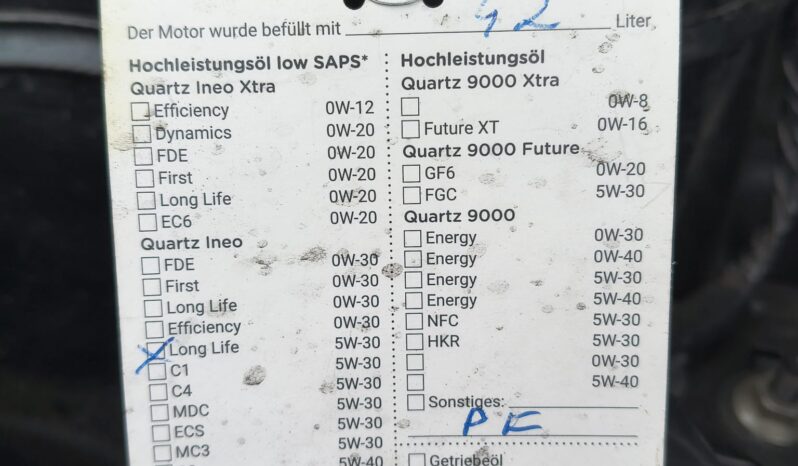 Der Motor wurde befüllt mit 42 Liter
Hochleistungsöl low SAPS*
Quartz Ineo Xtra
Efficiency 0W-12
Dynamics 0W-20
FDE 0W-20
First 0W-20
Long Life 0W-20
EC6 0W-20
Quartz Ineo
FDE 0W-30
First 0W-30
Long Life 0W-30
Efficiency 0W-30
X Long Life 5W-30
C1 5W-30
C4 5W-30
MDC 5W-30
ECS 5W-30
MC3 5W-30
5W-40
Hochleistungsöl
Quartz 9000 Xtra
0W-8
Future XT 0W-16
Quartz 9000 Future
GF6 0W-20
FGC 5W-30
Quartz 9000
Energy 0W-30
Energy 0W-40
Energy 5W-30
Energy 5W-40
NFC 5W-30
HKR 5W-30
0W-30
5W-40
Sonstiges:
PF
Getriebeöl